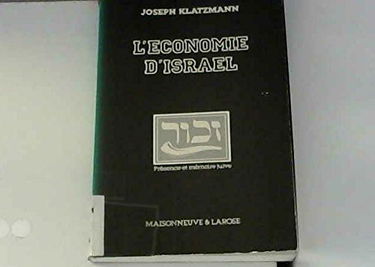 JOSEPH KLATZMANN
L'ECONOMIE
D'ISRAEL
זכור
Présence et mémoire juive
MAISONNEUVE & LAROSE